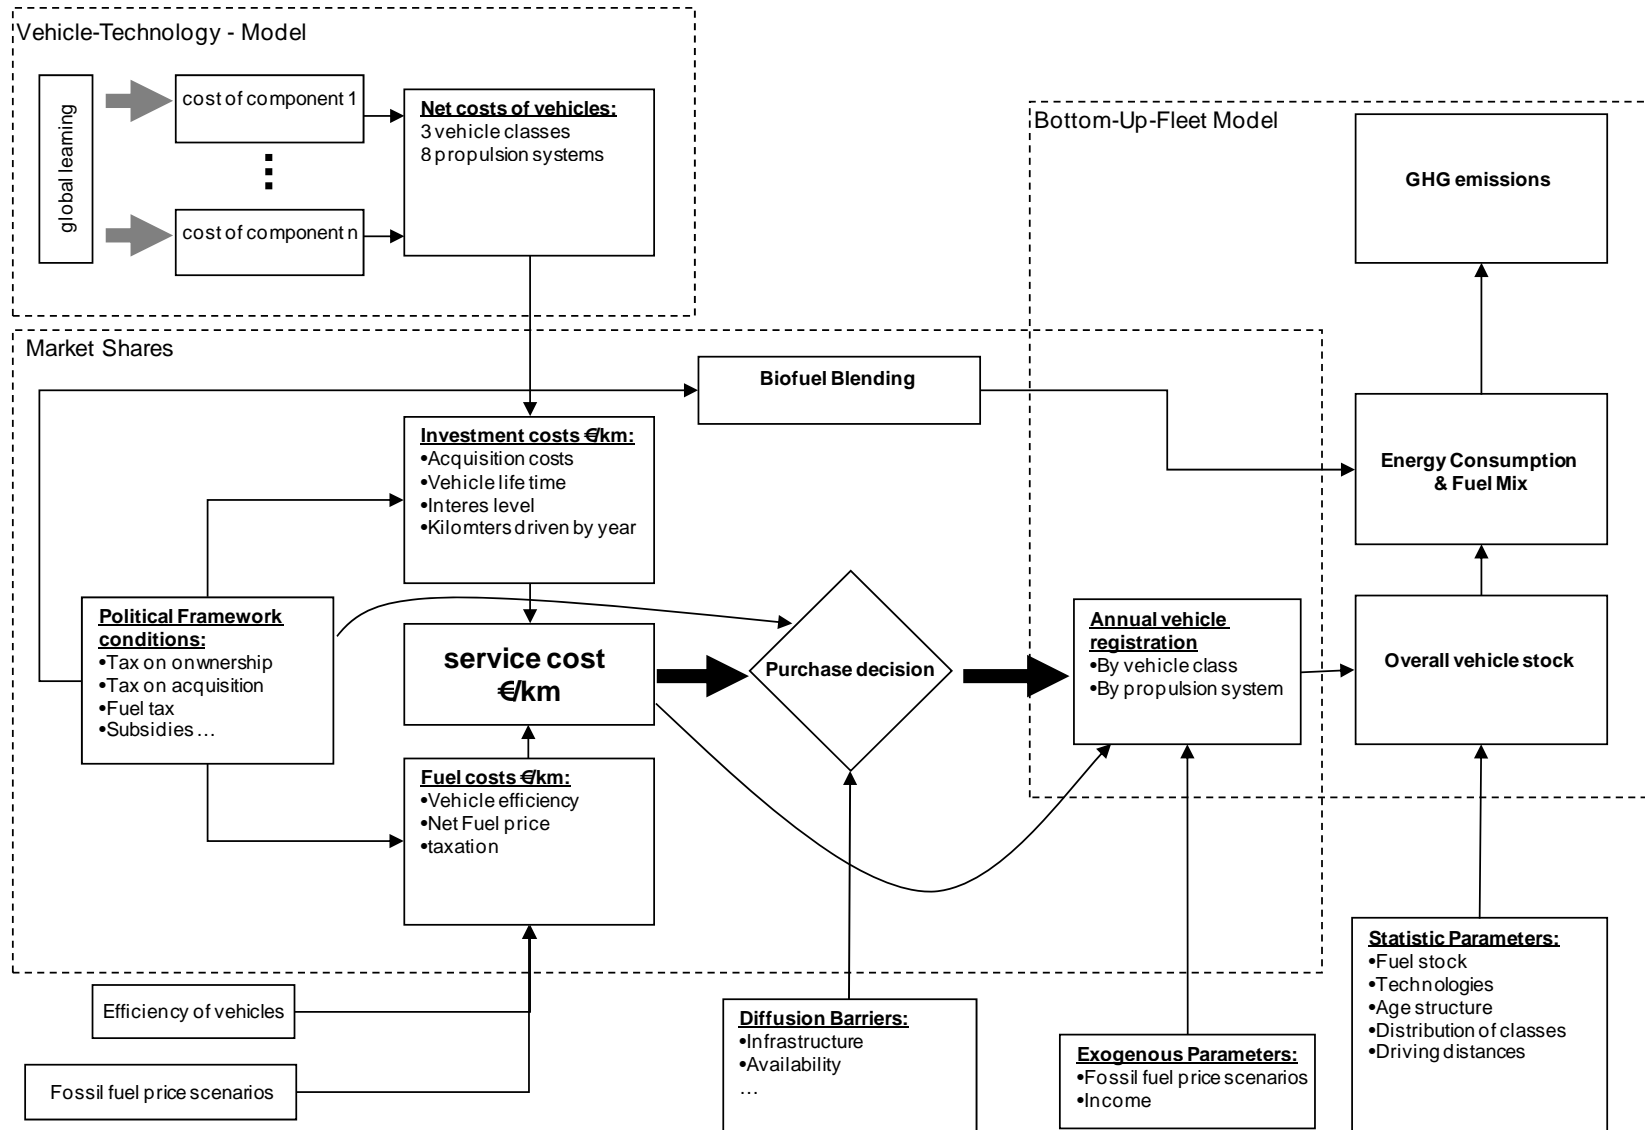 Vehicle-Technology - Model
global learning
cost of component 1
cost of component n
Net costs of vehicles:
3 vehicle classes
8 propulsion systems
Bottom-Up-Fleet Model
GHG emissions
Market Shares
Biofuel Blending
Investment costs €/km:
•Acquisition costs
•Vehicle life time
•Interes level
•Kilomters driven by year
Energy Consumption
& Fuel Mix
Political Framework
conditions:
•Tax on onwnership
•Tax on acquisition
•Fuel tax
•Subsidies …
service cost
€/km
Purchase decision
Annual vehicle
registration
•By vehicle class
•By propulsion system
Overall vehicle stock
Fuel costs €/km:
•Vehicle efficiency
•Net Fuel price
•taxation
Efficiency of vehicles
Fossil fuel price scenarios
Diffusion Barriers:
•Infrastructure
•Availability
…
Exogenous Parameters:
•Fossil fuel price scenarios
•Income
Statistic Parameters:
•Fuel stock
•Technologies
•Age structure
•Distribution of classes
•Driving distances